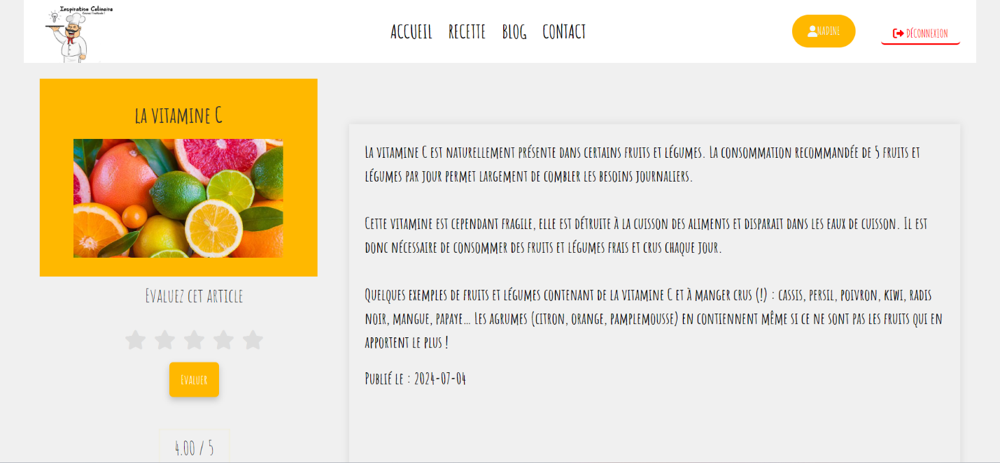 Inspiration Culinaire
ACCUEIL RECETTE BLOG CONTACT
NADINE
DÉCONNEXION
LA VITAMINE C
EVALUEZ CET ARTICLE
EVALUER
4.00 / 5
LA VITAMINE C EST NATURELLEMENT PRÉSENTE DANS CERTAINS FRUITS ET LÉGUMES. LA CONSOMMATION RECOMMANDÉE DE 5 FRUITS ET
LÉGUMES PAR JOUR PERMET LARGEMENT DE COMBLER LES BESOINS JOURNALIERS.
CETTE VITAMINE EST CEPENDANT FRAGILE, ELLE EST DÉTRUITE À LA CUISSON DES ALIMENTS ET DISPARAIT DANS LES EAUX DE CUISSON. IL EST
DONC NÉCESSAIRE DE CONSOMMER DES FRUITS ET LÉGUMES FRAIS ET CRUS CHAQUE JOUR.
QUELQUES EXEMPLES DE FRUITS ET LÉGUMES CONTENANT DE LA VITAMINE C ET À MANGER CRUS (!) : CASSIS, PERSIL, POIVRON, KIWI, RADIS
NOIR, MANGUE, PAPAYE... LES AGRUMES (CITRON, ORANGE, PAMPLEMOUSSE) EN CONTIENNENT MÊME SI CE NE SONT PAS LES FRUITS QUI EN
APPORTENT LE PLUS !
PUBLIÉ LE : 2024-07-04